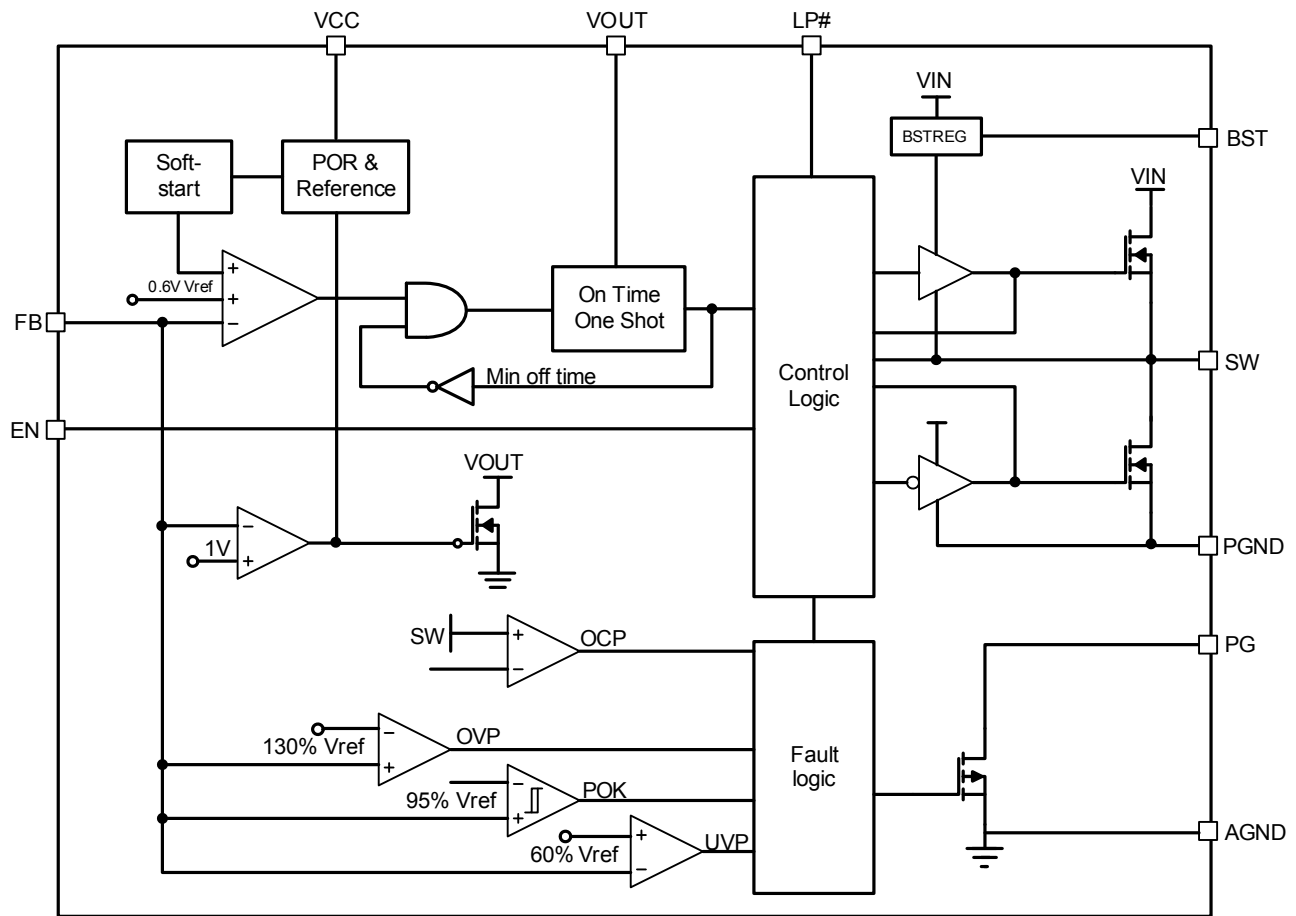 VCC
VOUT
LP#
VIN
BSTREG
BST
Soft-
start
POR &
Reference
VIN
+
0.6V Vref
+
−
FB
On Time
One Shot
Min off time
Control
Logic
SW
EN
VOUT
−
1V
+
PGND
SW
+
−
OCP
PG
130% Vref
−
+
OVP
Fault
logic
95% Vref
−
+
POK
60% Vref
+
−
UVP
AGND